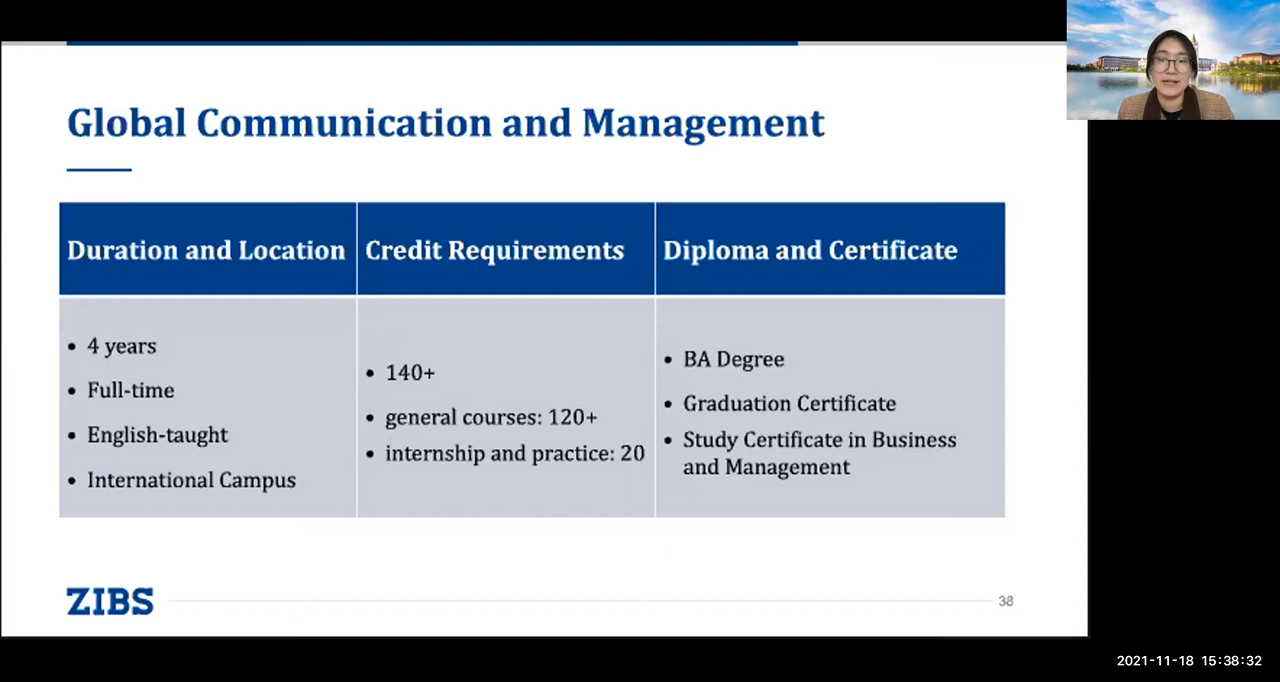 Global Communication and Management
Duration and Location
Credit Requirements
Diploma and Certificate
• 4 years
• Full-time
• English-taught
• International Campus
• 140+
• general courses: 120+
• internship and practice: 20
• BA Degree
• Graduation Certificate
• Study Certificate in Business
and Management
ZIBS
38
2021-11-18 15:38:32